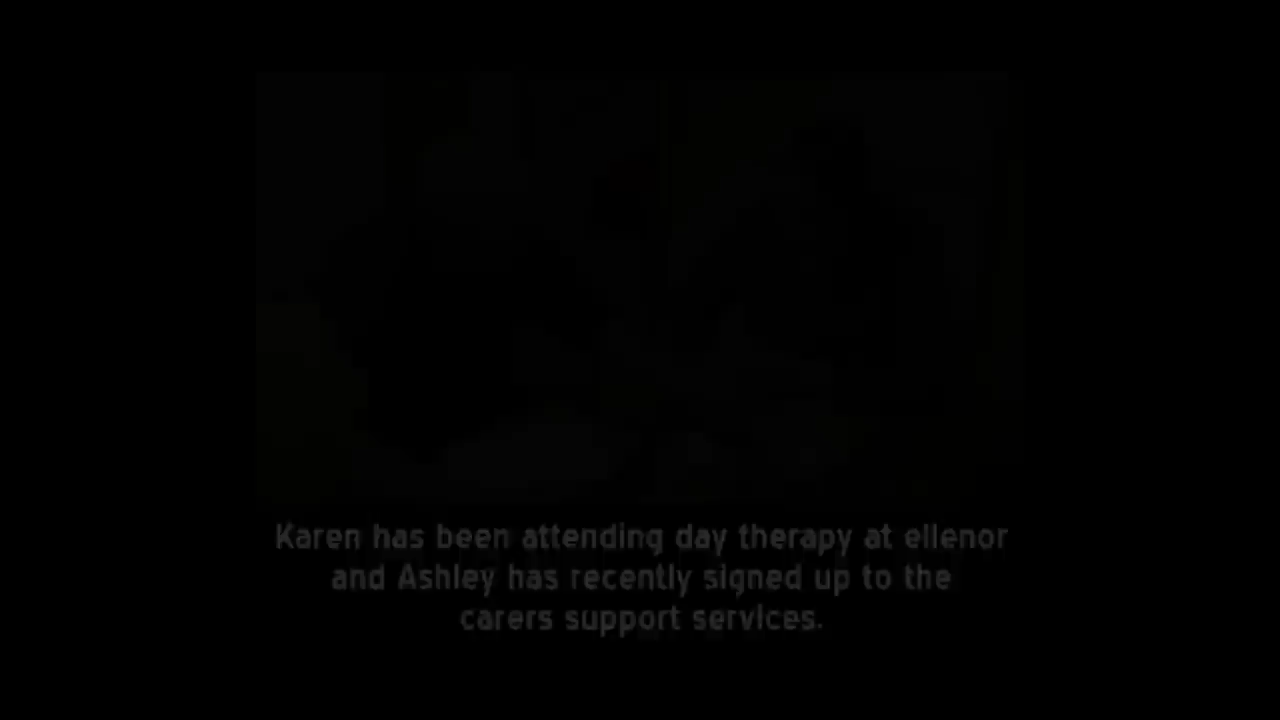 Karen has been attending day therapy at ellenor
and Ashley has recently signed up to the
carers support services.